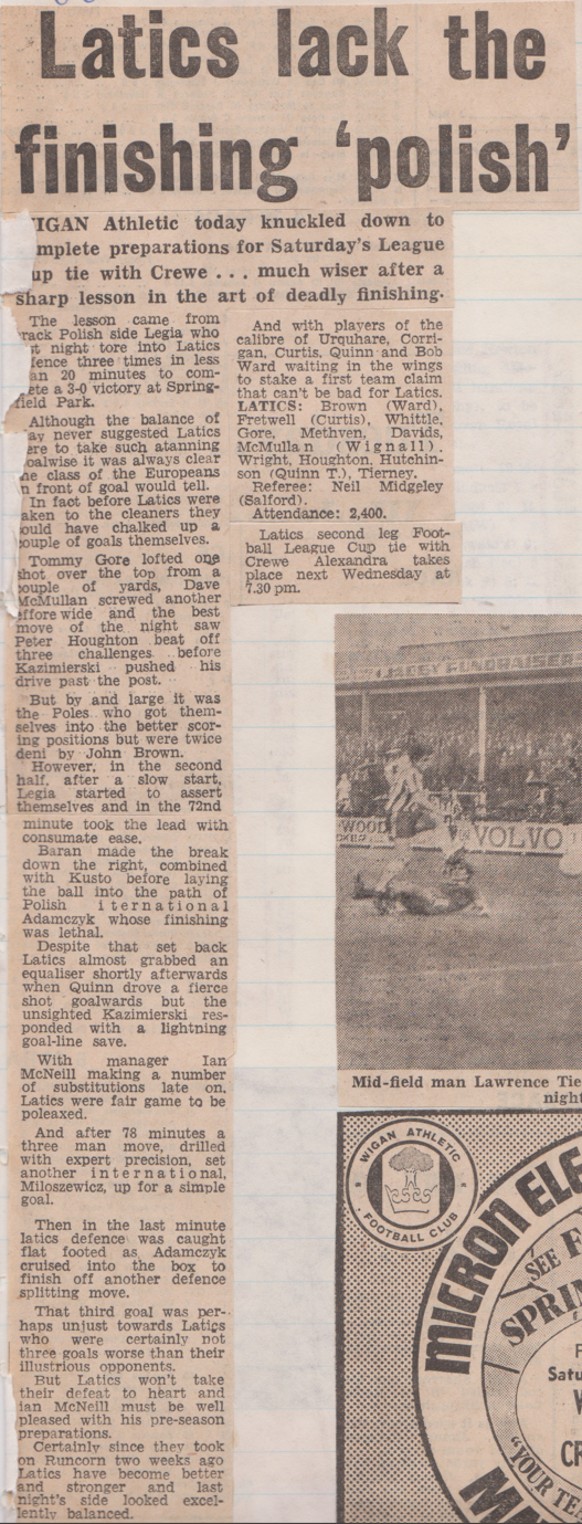 Latics lack the
finishing 'polish'
IGAN Athletic today knuckled down to
mplete preparations for Saturday's League
up tie with Crewe . . . much wiser after a
sharp lesson in the art of deadly finishing.
The lesson came from
rack Polish side Legia who
st night tore into Latics
fence three times in less
an 20 minutes to com-
ete a 3-0 victory at Spring-
field Park.
Although the balance of
ay never suggested Latics
ere to take such atanning
oalwise it was always clear
he class of the Europeans
n front of goal would tell.
In fact before Latics were
aken to the cleaners they
ould have chalked up a
couple of goals themselves.
Tommy Gore lofted one
shot over the top from a
couple of yards, Dave
McMullan screwed another
effore wide and the best
move of the night saw
Peter Houghton beat off
three challenges before
Kazimierski pushed his
drive past the post.
But by and large it was
the Poles who got them-
selves into the better scor-
ing positions but were twice
deni by John Brown.
However, in the second
half, after a slow start,
Legia started to assert
themselves and in the 72nd
minute took the lead with
consumate ease.
Baran made the break
down the right, combined
with Kusto before laying
the ball into the path of
Polish iternational
Adamczyk whose finishing
was lethal.
Despite that set back
Latics almost grabbed an
equaliser shortly afterwards
when Quinn drove a fierce
shot goalwards but the
unsighted Kazimierski res-
ponded with a lightning
goal-line save.
With manager Ian
McNeill making a number
of substitutions late on,
Latics were fair game to be
poleaxed.
And after 78 minutes a
three man move, drilled
with expert precision, set
another international,
Miloszewicz, up for a simple
goal.
Then in the last minute
latics defence was caught
flat footed as Adamczyk
cruised into the box to
finish off another defence
splitting move.
That third goal was per-
haps unjust towards Latics
who were certainly not
three goals worse than their
illustrious opponents.
But Latics won't take
their defeat to heart and
ian McNeill must be well
pleased with his pre-season
preparations.
Certainly since they took
on Runcorn two weeks ago
Latics have become better
and stronger and last
night's side looked excel-
lently balanced.
And with players of the
calibre of Urquhare, Corri-
gan, Curtis, Quinn and Bob
Ward waiting in the wings
to stake a first team claim
that can't be bad for Latics.
LATICS: Brown (Ward),
Fretwell (Curtis), Whittle,
Gore, Methven, Davids,
McMullan (Wignall),
Wright, Houghton, Hutchin-
son (Quinn T.), Tierney.
Referee: Neil Midgeley
(Salford).
Attendance: 2,400.
Latics second leg Foot-
ball League Cup tie with
Crewe Alexandra takes
place next Wednesday at
7.30 pm.
FUNDRAISER
WOOD
VOLVO
Mid-field man Lawrence Tie
night
WIGAN ATHLETIC
FOOTBALL CLUB
MICRON ELE
SEE F
SPRIN
F
Satu
W
CR
"YOUR TE
MA